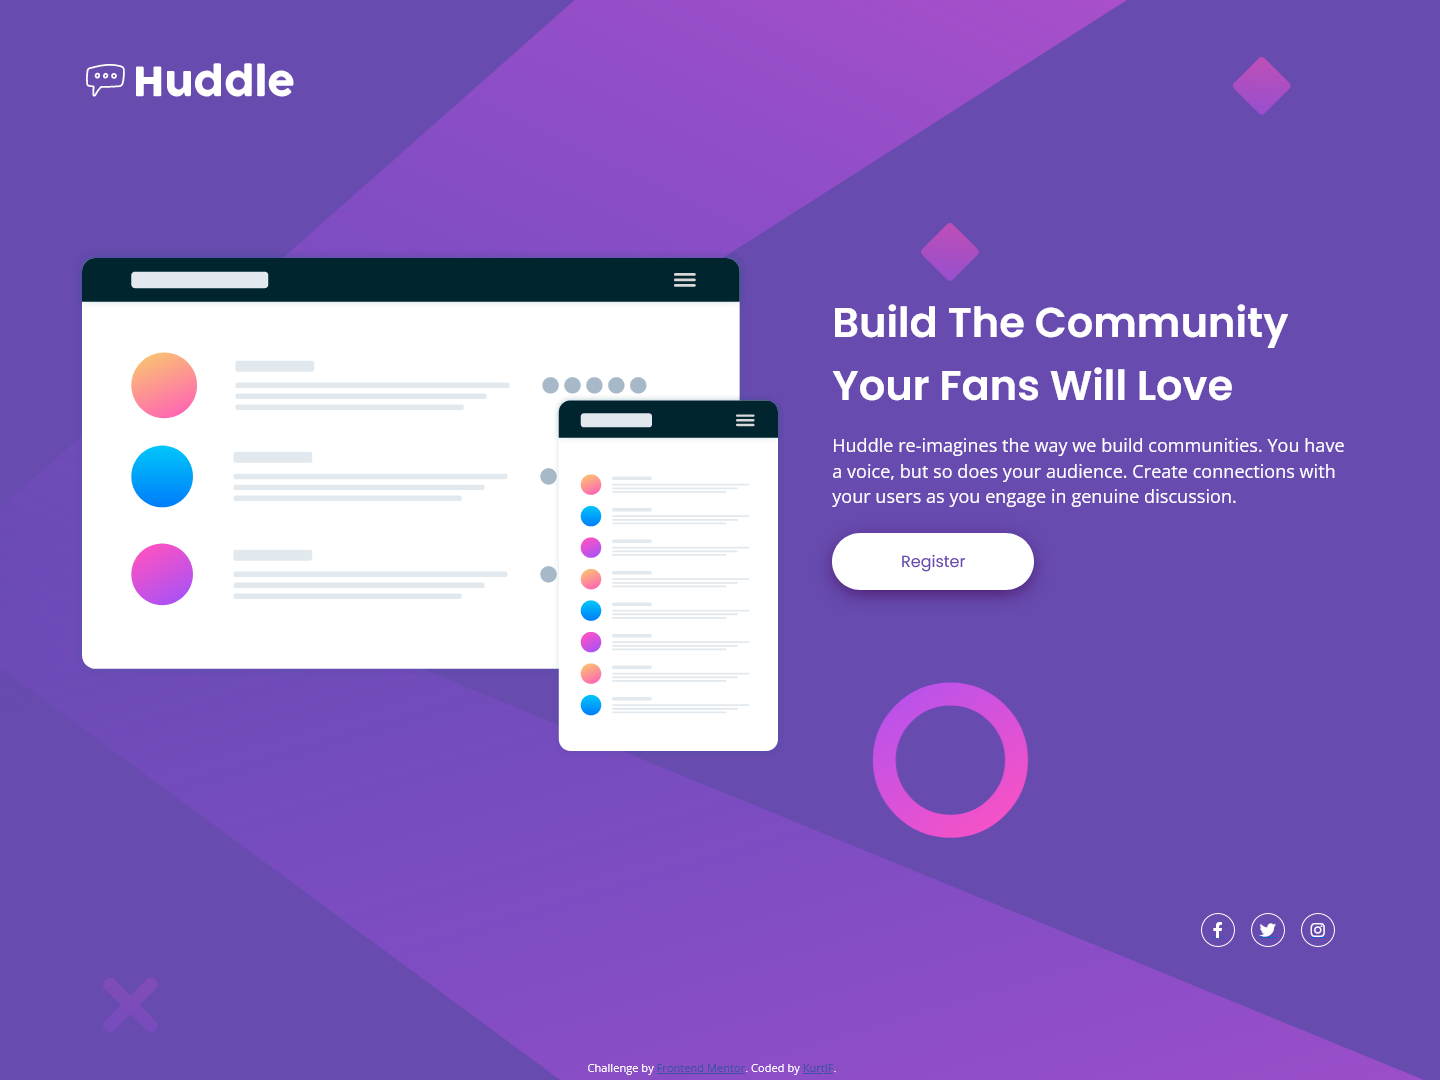 Huddle
Build The Community
Your Fans Will Love
Huddle re-imagines the way we build communities. You have
a voice, but so does your audience. Create connections with
your users as you engage in genuine discussion.
Register
Challenge by Frontend Mentor. Coded by KurtIF.